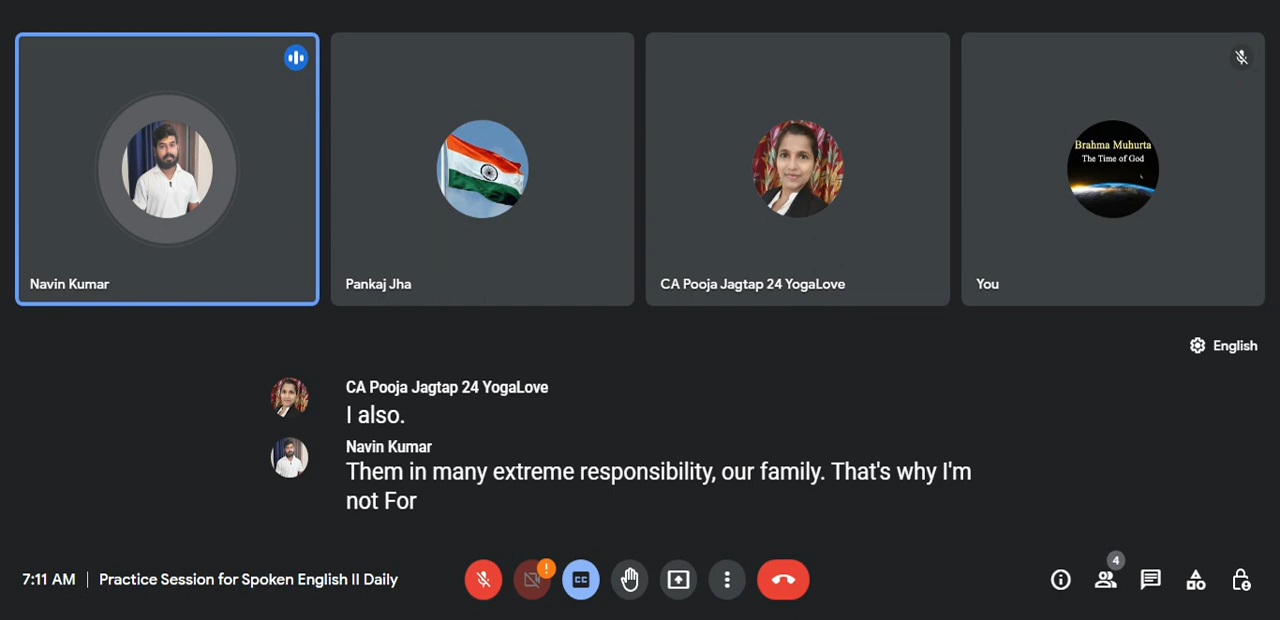 Brahma Muhurta
The Time of God
Navin Kumar
Pankaj Jha
CA Pooja Jagtap 24 YogaLove
You
English
CA Pooja Jagtap 24 YogaLove
I also.
Navin Kumar
Them in many extreme responsibility, our family. That's why I'm
not For
7:11 AM | Practice Session for Spoken English II Daily
!
CC
4